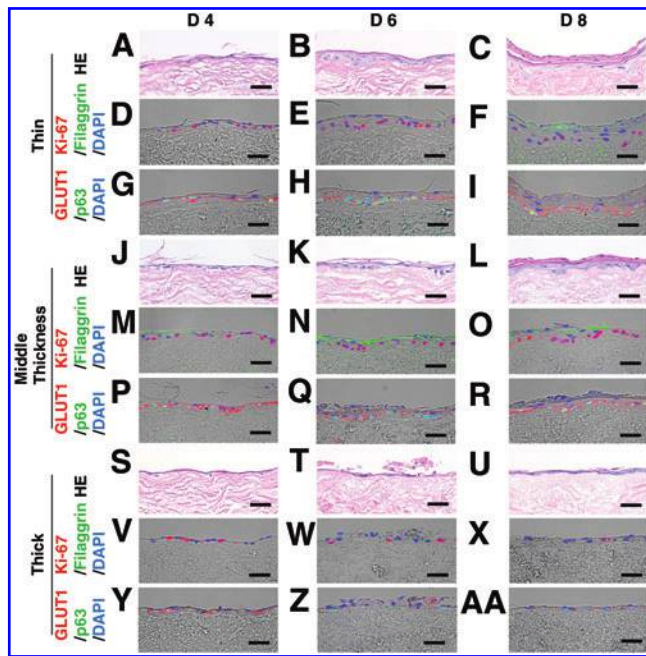 D 4 D 6 D 8
A B C
D E F
G H I
J K L
M N O
P Q R
S T U
V W X
Y Z AA
Thin
HE
Ki-67
/Filaggrin
/DAPI
GLUT1
/p63
/DAPI
Middle
Thickness
HE
Ki-67
/Filaggrin
/DAPI
GLUT1
/p63
/DAPI
Thick
HE
Ki-67
/Filaggrin
/DAPI
GLUT1
/p63
/DAPI